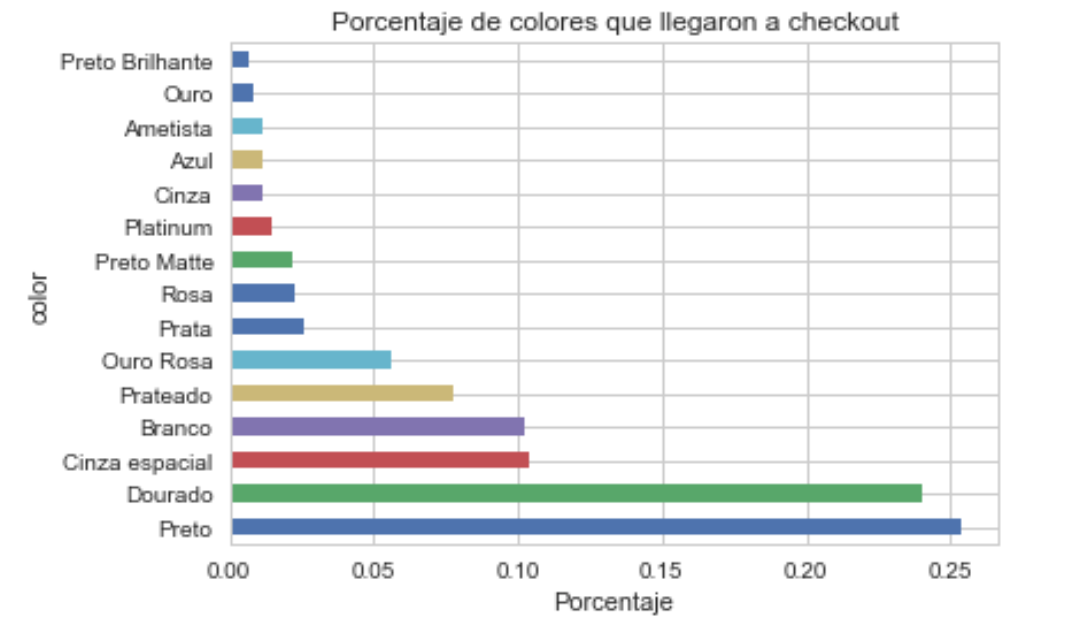 Porcentaje de colores que llegaron a checkout
Preto Brilhante
Ouro
Ametista
Azul
Cinza
Platinum
Preto Matte
Rosa
Prata
Ouro Rosa
Prateado
Branco
Cinza espacial
Dourado
Preto
color
0.00 0.05 0.10 0.15 0.20 0.25
Porcentaje